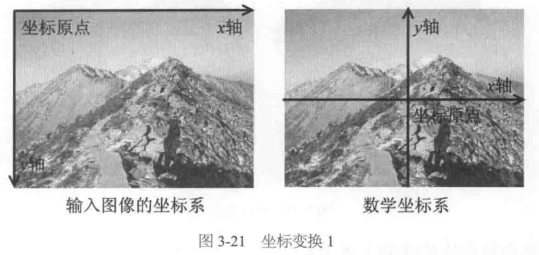 坐标原点
x轴
y轴
y轴
x轴
坐标原点
输入图像的坐标系
数学坐标系
图 3-21 坐标变换 1